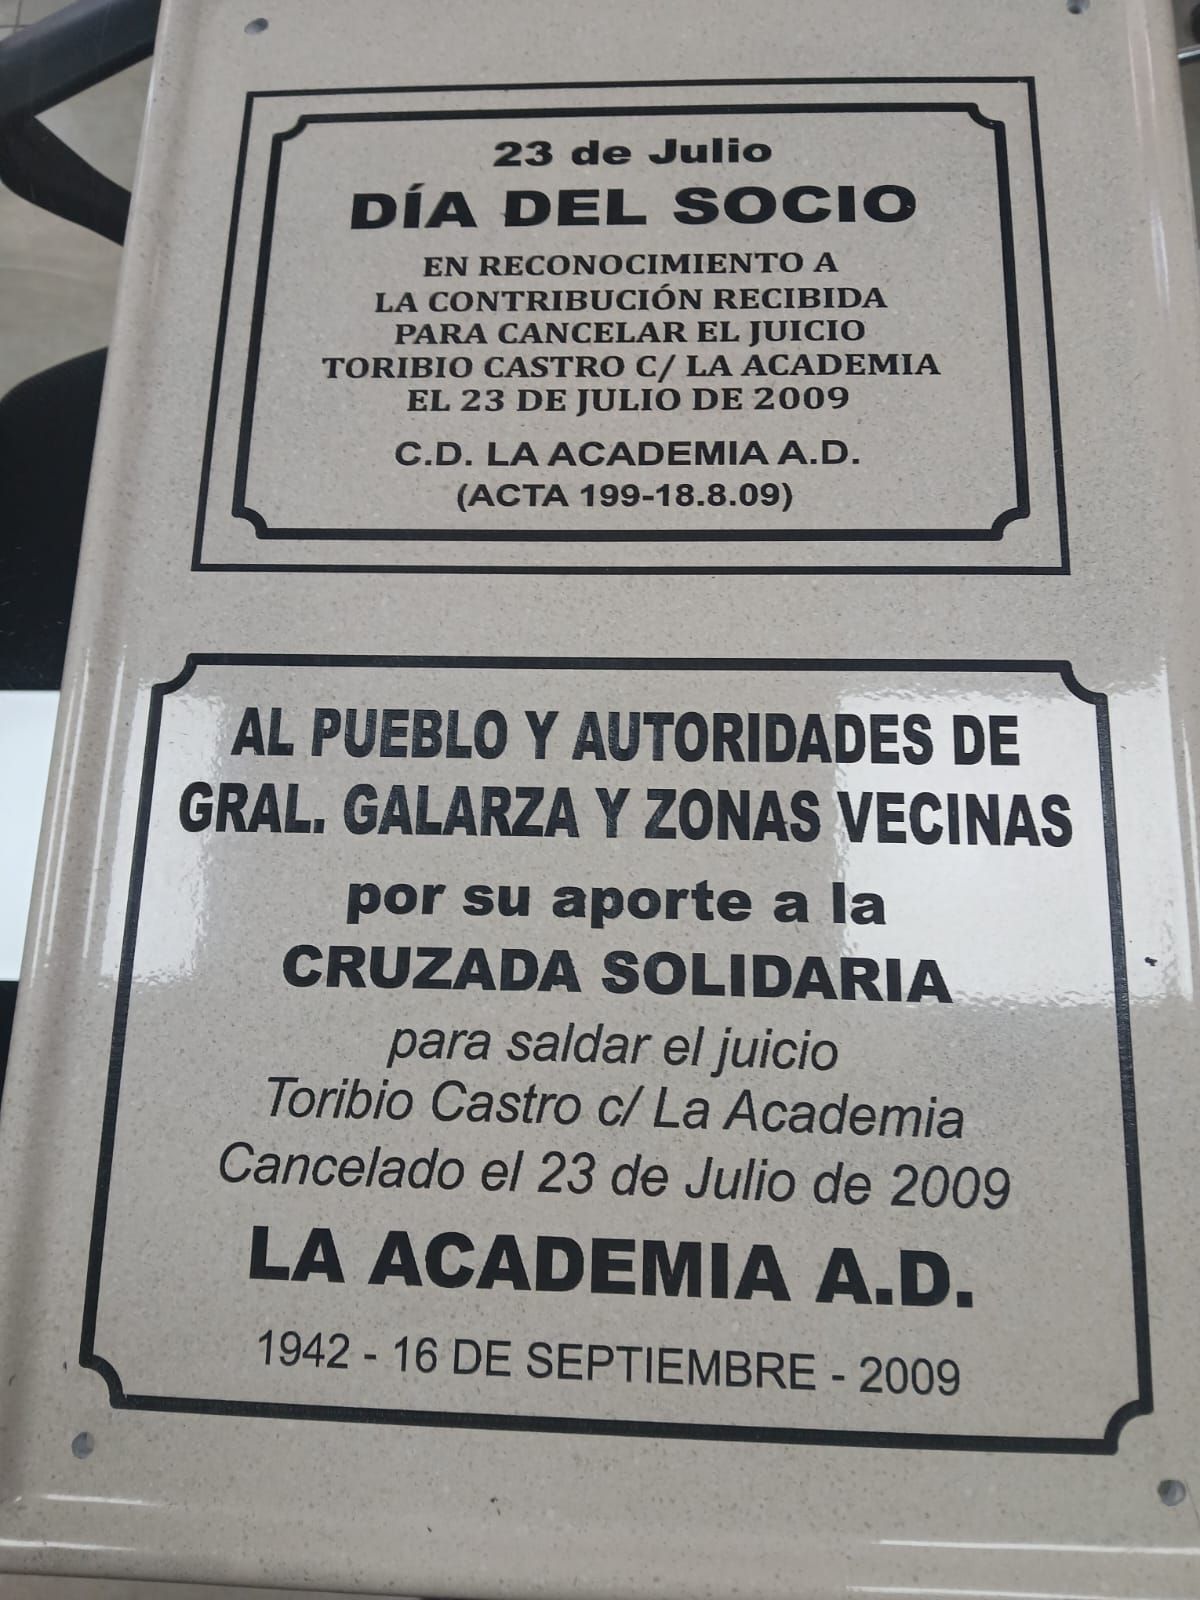 23 de Julio
DÍA DEL SOCIO
EN RECONOCIMIENTO A
LA CONTRIBUCIÓN RECIBIDA
PARA CANCELAR EL JUICIO
TORIBIO CASTRO C/ LA ACADEMIA
EL 23 DE JULIO DE 2009
C.D. LA ACADEMIA A.D.
(ACTA 199-18.8.09)
AL PUEBLO Y AUTORIDADES DE
GRAL. GALARZA Y ZONAS VECINAS
por su aporte a la
CRUZADA SOLIDARIA
para saldar el juicio
Toribio Castro c/ La Academia
Cancelado el 23 de Julio de 2009
LA ACADEMIA A.D.
1942 - 16 DE SEPTIEMBRE - 2009